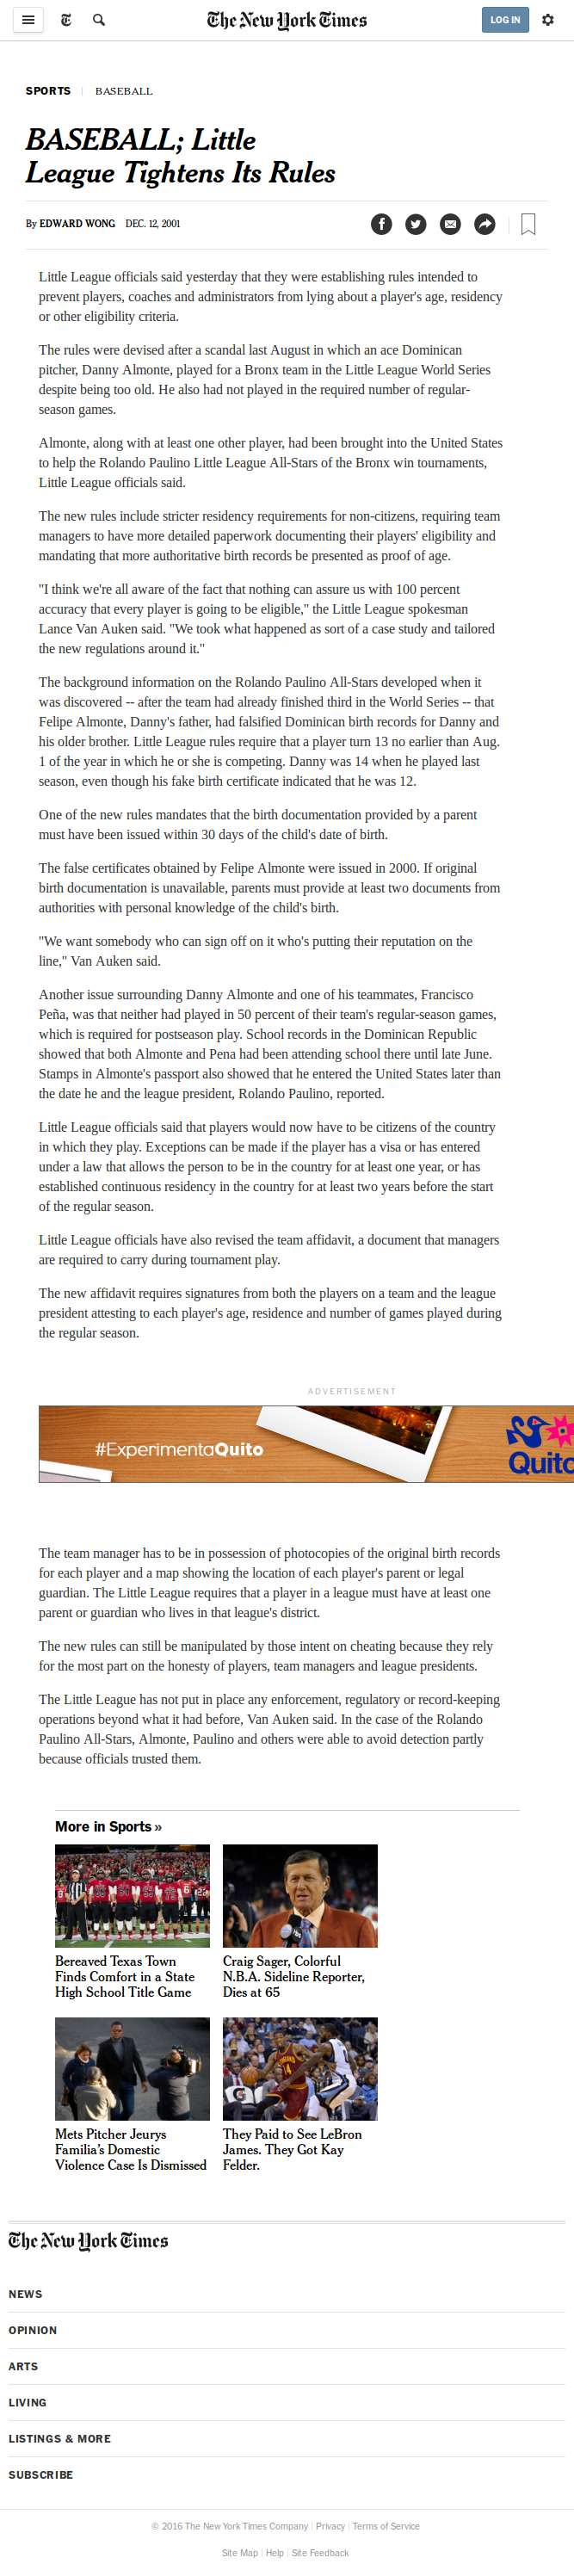 The New York Times
LOG IN
SPORTS | BASEBALL
BASEBALL; Little
League Tightens Its Rules
By EDWARD WONG DEC. 12, 2001
Little League officials said yesterday that they were establishing rules intended to
prevent players, coaches and administrators from lying about a player's age, residency
or other eligibility criteria.
The rules were devised after a scandal last August in which an ace Dominican
pitcher, Danny Almonte, played for a Bronx team in the Little League World Series
despite being too old. He also had not played in the required number of regular-
season games.
Almonte, along with at least one other player, had been brought into the United States
to help the Rolando Paulino Little League All-Stars of the Bronx win tournaments,
Little League officials said.
The new rules include stricter residency requirements for non-citizens, requiring team
managers to have more detailed paperwork documenting their players' eligibility and
mandating that more authoritative birth records be presented as proof of age.
''I think we're all aware of the fact that nothing can assure us with 100 percent
accuracy that every player is going to be eligible,'' the Little League spokesman
Lance Van Auken said. ''We took what happened as sort of a case study and tailored
the new regulations around it.''
The background information on the Rolando Paulino All-Stars developed when it
was discovered -- after the team had already finished third in the World Series -- that
Felipe Almonte, Danny's father, had falsified Dominican birth records for Danny and
his older brother. Little League rules require that a player turn 13 no earlier than Aug.
1 of the year in which he or she is competing. Danny was 14 when he played last
season, even though his fake birth certificate indicated that he was 12.
One of the new rules mandates that the birth documentation provided by a parent
must have been issued within 30 days of the child's date of birth.
The false certificates obtained by Felipe Almonte were issued in 2000. If original
birth documentation is unavailable, parents must provide at least two documents from
authorities with personal knowledge of the child's birth.
''We want somebody who can sign off on it who's putting their reputation on the
line,'' Van Auken said.
Another issue surrounding Danny Almonte and one of his teammates, Francisco
Peña, was that neither had played in 50 percent of their team's regular-season games,
which is required for postseason play. School records in the Dominican Republic
showed that both Almonte and Pena had been attending school there until late June.
Stamps in Almonte's passport also showed that he entered the United States later than
the date he and the league president, Rolando Paulino, reported.
Little League officials said that players would now have to be citizens of the country
in which they play. Exceptions can be made if the player has a visa or has entered
under a law that allows the person to be in the country for at least one year, or has
established continuous residency in the country for at least two years before the start
of the regular season.
Little League officials have also revised the team affidavit, a document that managers
are required to carry during tournament play.
The new affidavit requires signatures from both the players on a team and the league
president attesting to each player's age, residence and number of games played during
the regular season.
ADVERTISEMENT
#ExperimentaQuito
Quito
The team manager has to be in possession of photocopies of the original birth records
for each player and a map showing the location of each player's parent or legal
guardian. The Little League requires that a player in a league must have at least one
parent or guardian who lives in that league's district.
The new rules can still be manipulated by those intent on cheating because they rely
for the most part on the honesty of players, team managers and league presidents.
The Little League has not put in place any enforcement, regulatory or record-keeping
operations beyond what it had before, Van Auken said. In the case of the Rolando
Paulino All-Stars, Almonte, Paulino and others were able to avoid detection partly
because officials trusted them.
More in Sports »
Bereaved Texas Town
Finds Comfort in a State
High School Title Game
Craig Sager, Colorful
N.B.A. Sideline Reporter,
Dies at 65
Mets Pitcher Jeurys
Familia’s Domestic
Violence Case Is Dismissed
They Paid to See LeBron
James. They Got Kay
Felder.
The New York Times
NEWS
OPINION
ARTS
LIVING
LISTINGS & MORE
SUBSCRIBE
© 2016 The New York Times Company | Privacy | Terms of Service
Site Map | Help | Site Feedback